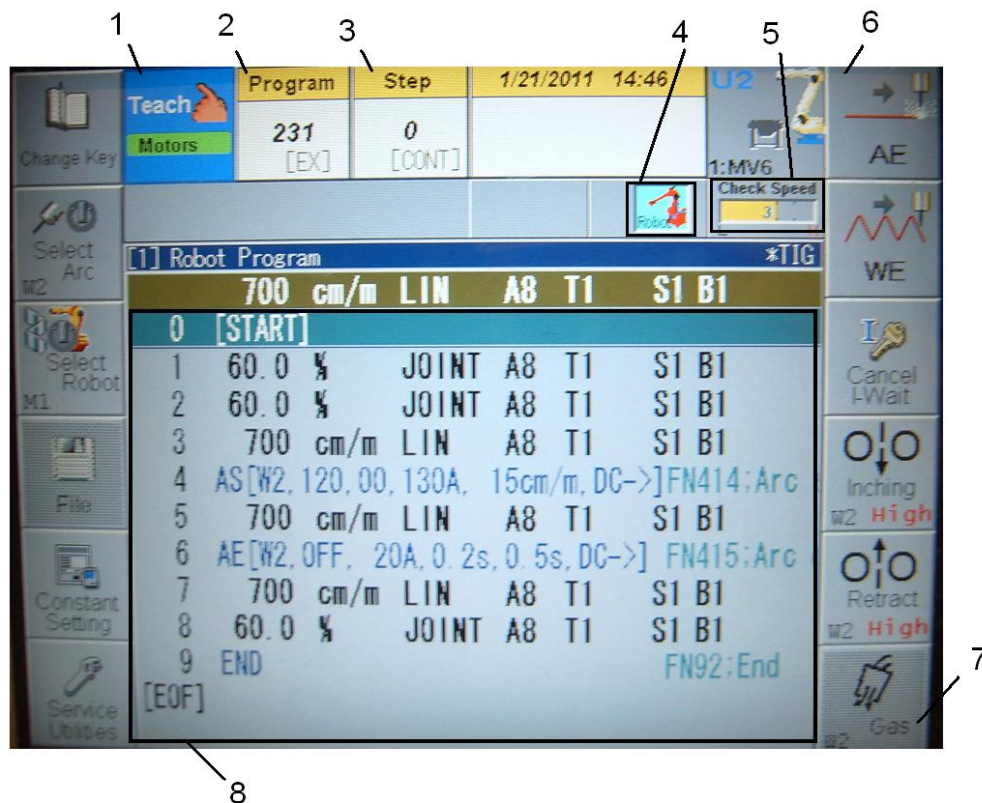 1
2
3
4
5
6
Change Key
Teach
Motors
Program
231
[EX]
Step
0
[CONT]
1/21/2011 14:46
U2
1:MV6
AE
Select
Arc
W2
Robot
Check Speed
3
WE
[1] Robot Program *TIG
700 cm/m LIN A8 T1 S1 B1
Select
Robot
M1
0 [START]
1 60.0 % JOINT A8 T1 S1 B1
2 60.0 % JOINT A8 T1 S1 B1
3 700 cm/m LIN A8 T1 S1 B1
4 AS[W2,120,00,130A, 15cm/m,DC->]FN414;Arc
5 700 cm/m LIN A8 T1 S1 B1
6 AE[W2,OFF, 20A,0.2s,0.5s,DC->] FN415;Arc
7 700 cm/m LIN A8 T1 S1 B1
8 60.0 % JOINT A8 T1 S1 B1
9 END FN92;End
[EOF]
Cancel
I-Wait
File
Inching
W2 High
Constant
Setting
Retract
W2 High
Service
Utilities
Gas
W2
7
8